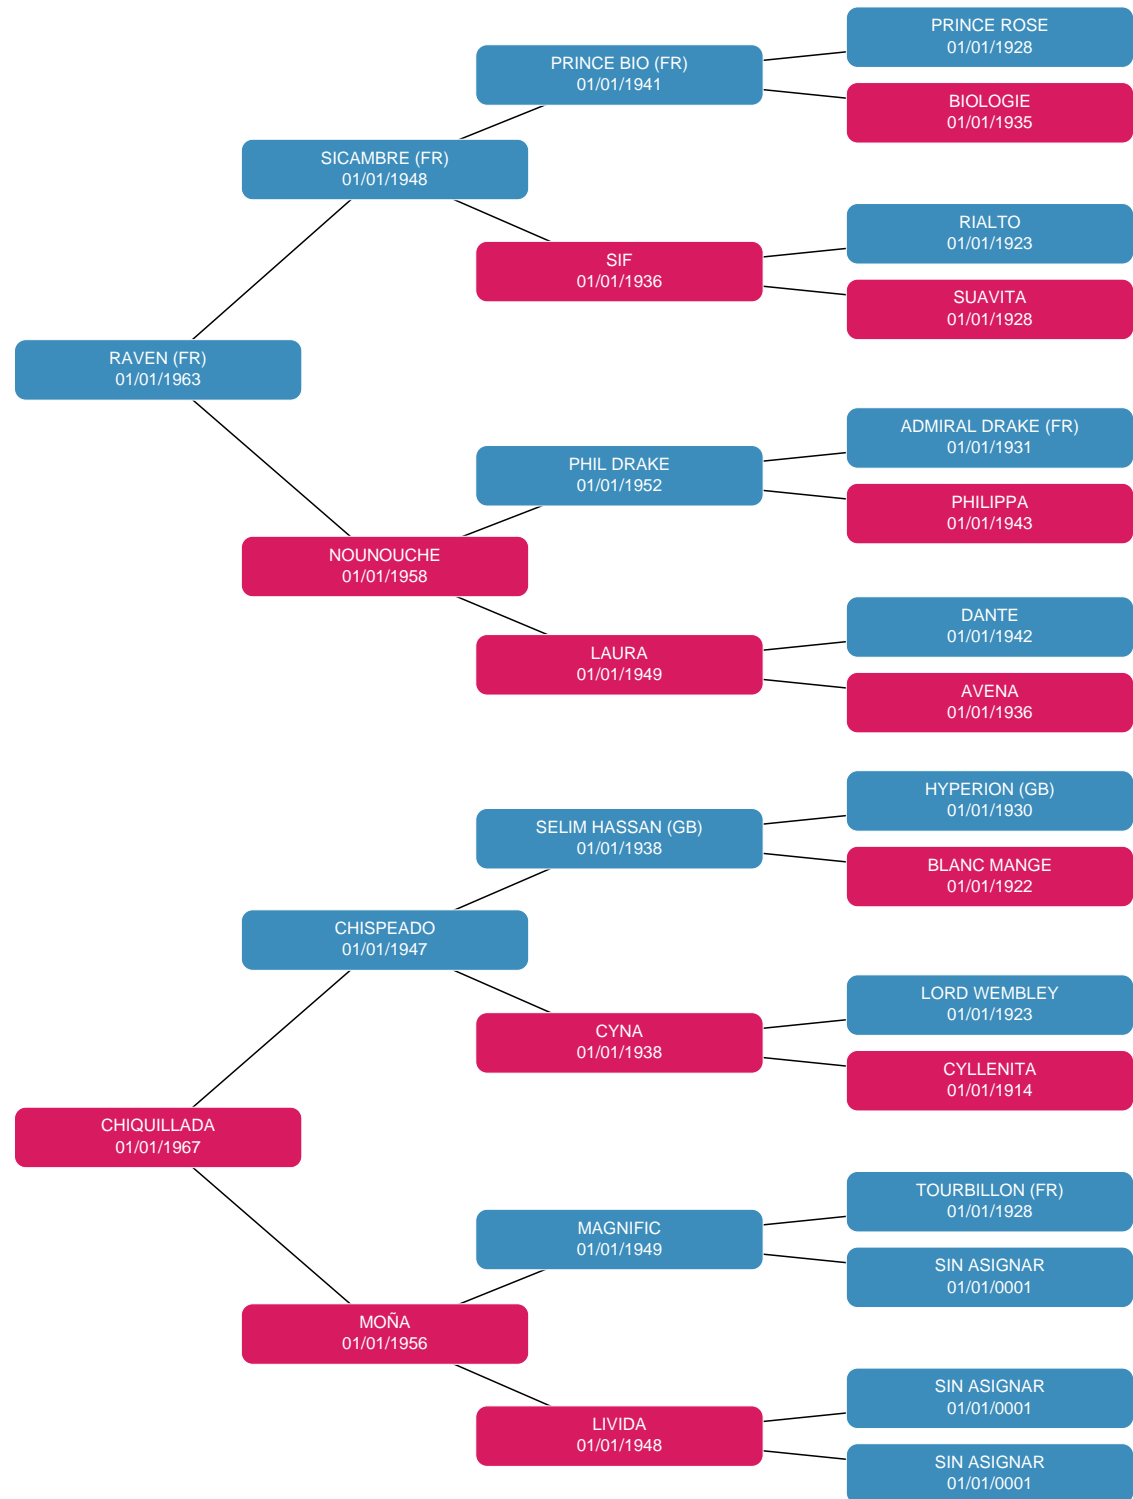 PRINCE ROSE
01/01/1928
PRINCE BIO (FR)
01/01/1941
BIOLOGIE
01/01/1935
SICAMBRE (FR)
01/01/1948
RIALTO
01/01/1923
SIF
01/01/1936
SUAVITA
01/01/1928
RAVEN (FR)
01/01/1963
ADMIRAL DRAKE (FR)
01/01/1931
PHIL DRAKE
01/01/1952
PHILIPPA
01/01/1943
NOUNOUCHE
01/01/1958
DANTE
01/01/1942
LAURA
01/01/1949
AVENA
01/01/1936
HYPERION (GB)
01/01/1930
SELIM HASSAN (GB)
01/01/1938
BLANC MANGE
01/01/1922
CHISPEADO
01/01/1947
LORD WEMBLEY
01/01/1923
CYNA
01/01/1938
CYLLENITA
01/01/1914
CHIQUILLADA
01/01/1967
TOURBILLON (FR)
01/01/1928
MAGNIFIC
01/01/1949
SIN ASIGNAR
01/01/0001
MOÑA
01/01/1956
SIN ASIGNAR
01/01/0001
LIVIDA
01/01/1948
SIN ASIGNAR
01/01/0001